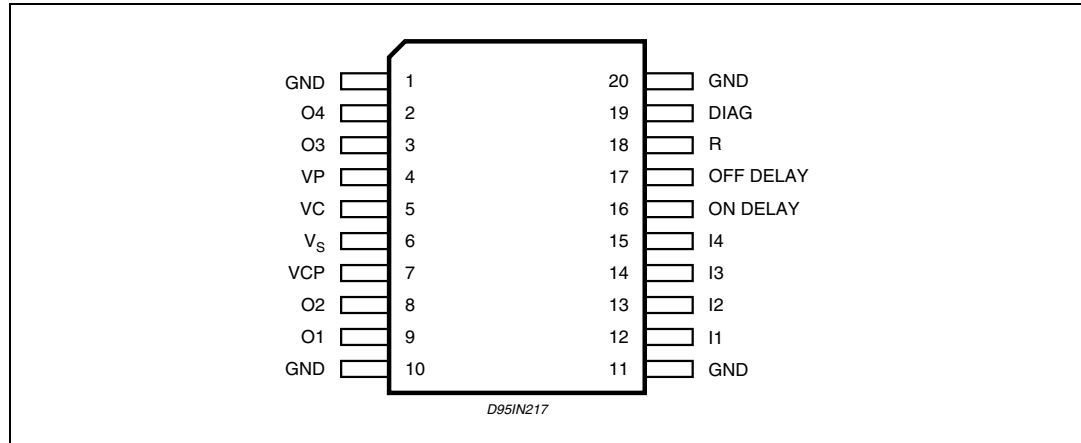 GND 1 20 GND
O4 2 19 DIAG
O3 3 18 R
VP 4 17 OFF DELAY
VC 5 16 ON DELAY
VS 6 15 I4
VCP 7 14 I3
O2 8 13 I2
O1 9 12 I1
GND 10 11 GND
D95IN217